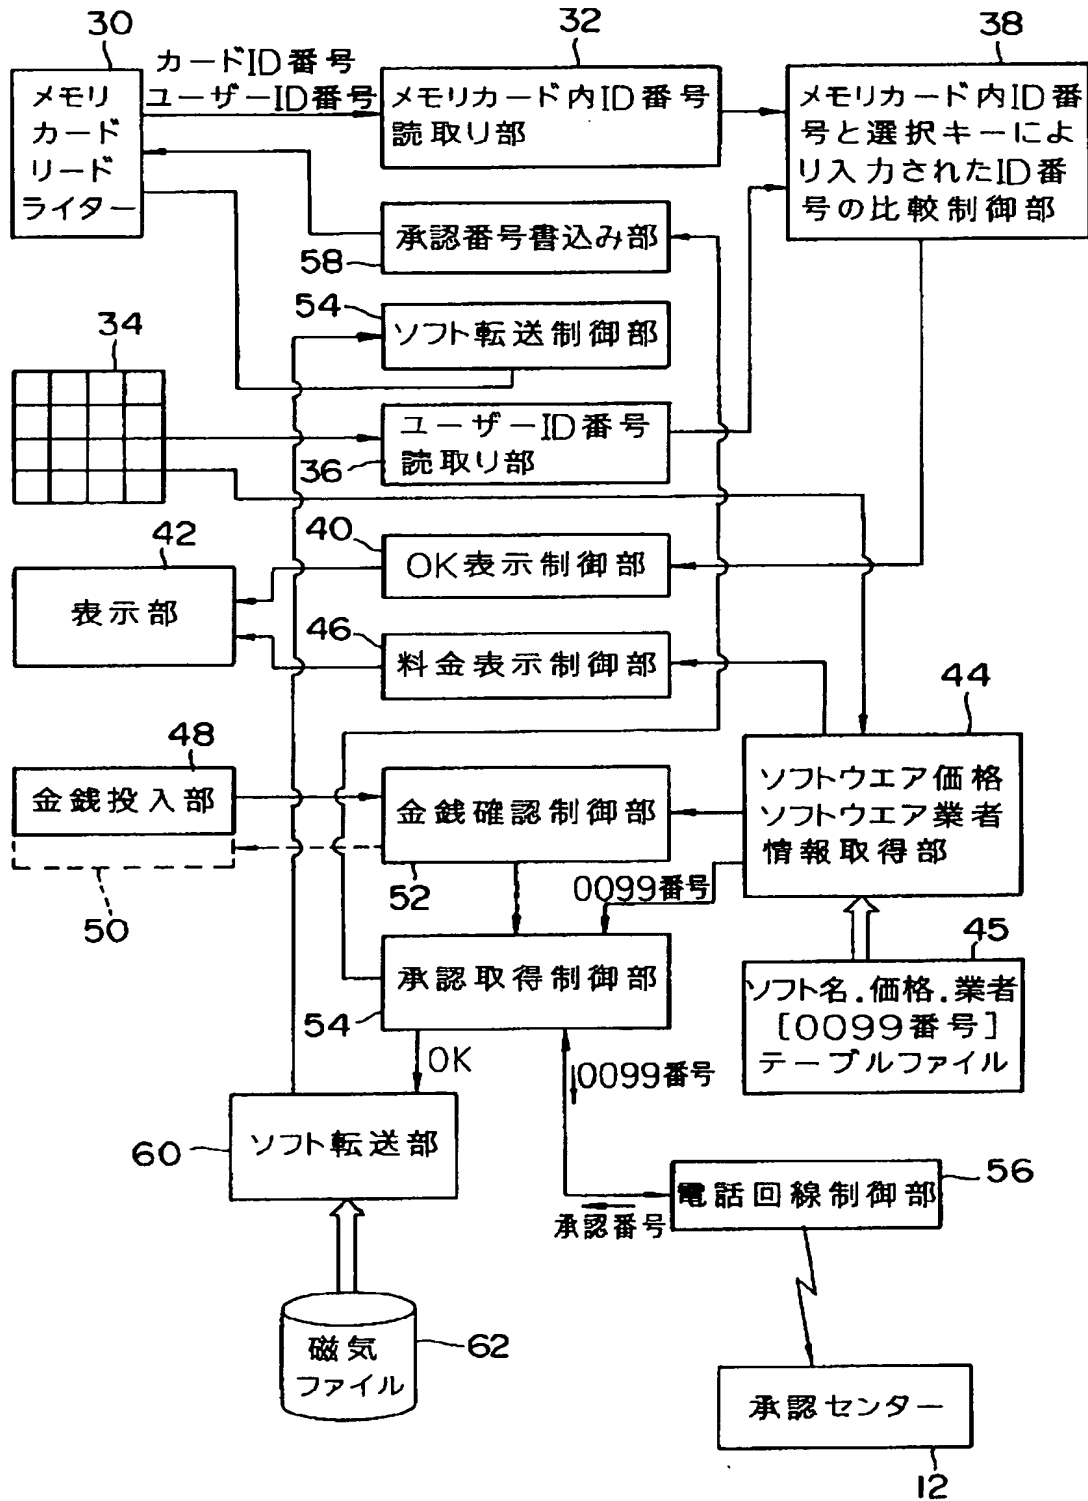 30
32
38
カードID番号
ユーザーID番号
メモリ
カード
リード
ライター
メモリカード内ID番号
読取り部
メモリカード内ID番
号と選択キーによ
り入力されたID番
号の比較制御部
承認番号書込み部
58
54
ソフト転送制御部
34
ユーザーID番号
読取り部
36
40
OK表示制御部
42
表示部
46
料金表示制御部
44
ソフトウエア価格
ソフトウエア業者
情報取得部
48
金銭投入部
50
金銭確認制御部
52
0099番号
承認取得制御部
54
45
ソフト名.価格.業者
[0099番号]
テーブルファイル
OK
0099番号
60
ソフト転送部
56
電話回線制御部
承認番号
62
磁気
ファイル
承認センター
12